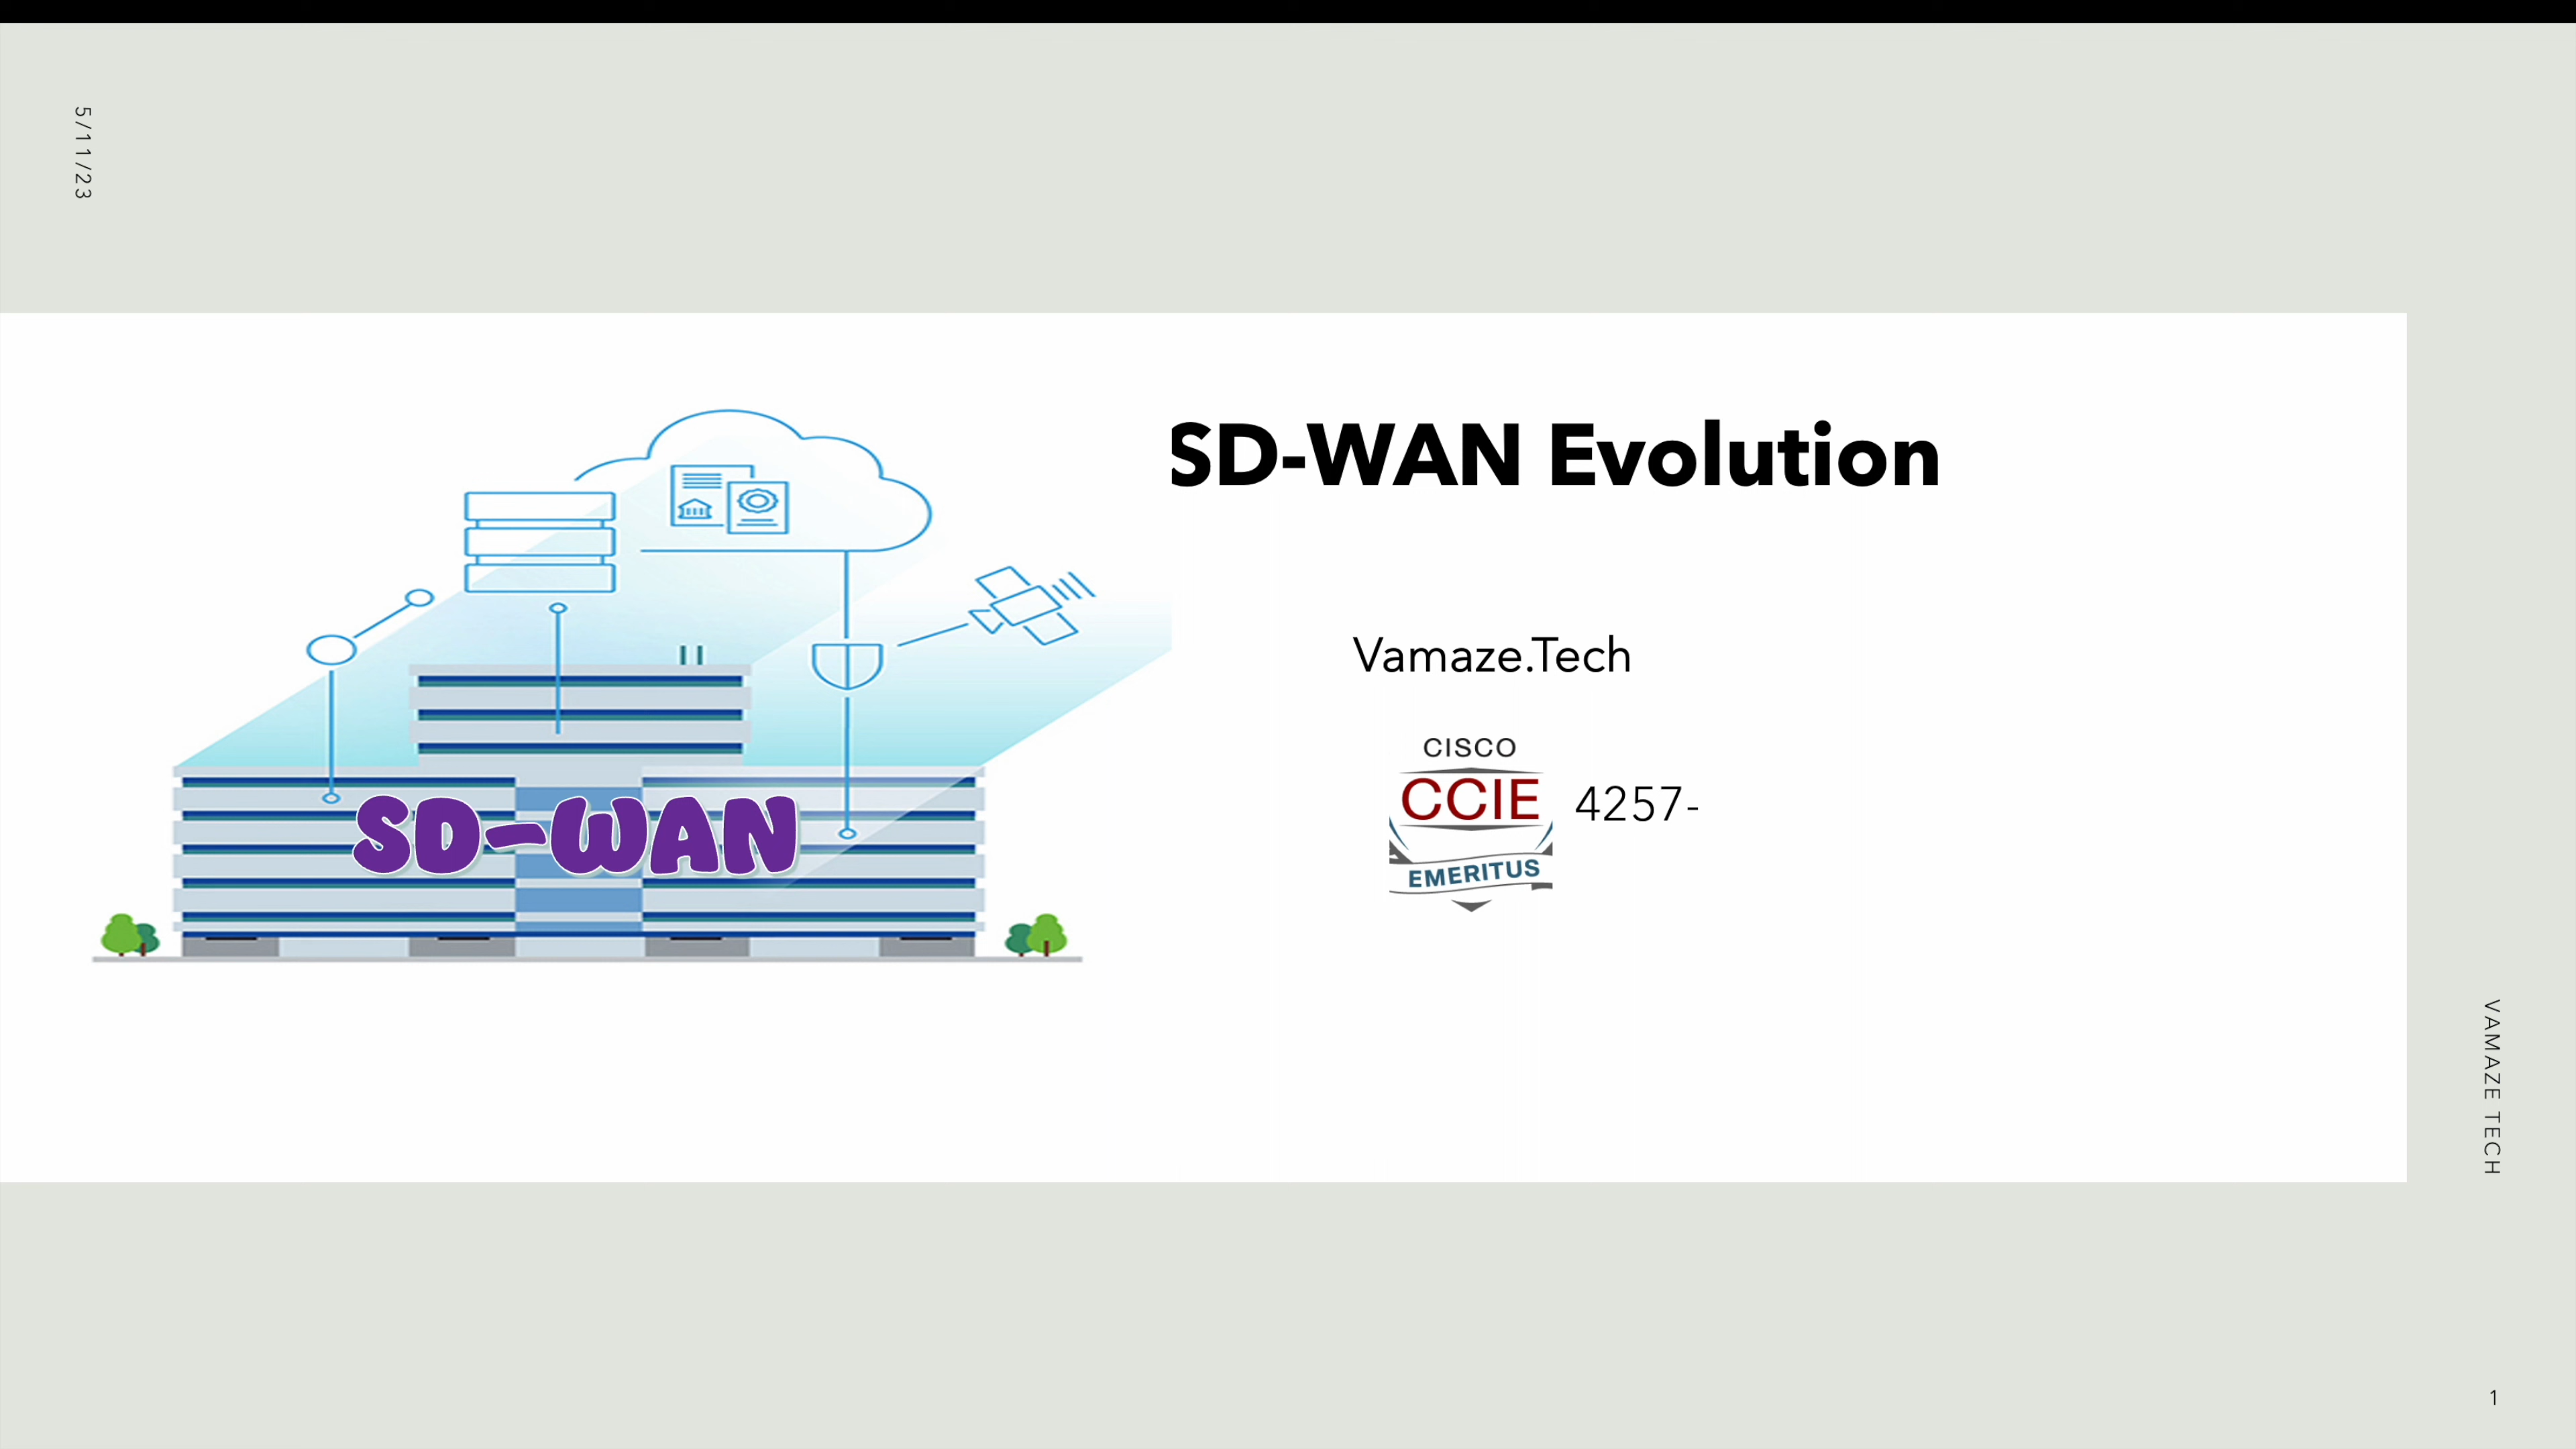 5/11/23
SD-WAN Evolution
Vamaze.Tech
CISCO
CCIE
EMERITUS
4257-
SD-WAN
VAMAZE TECH
1